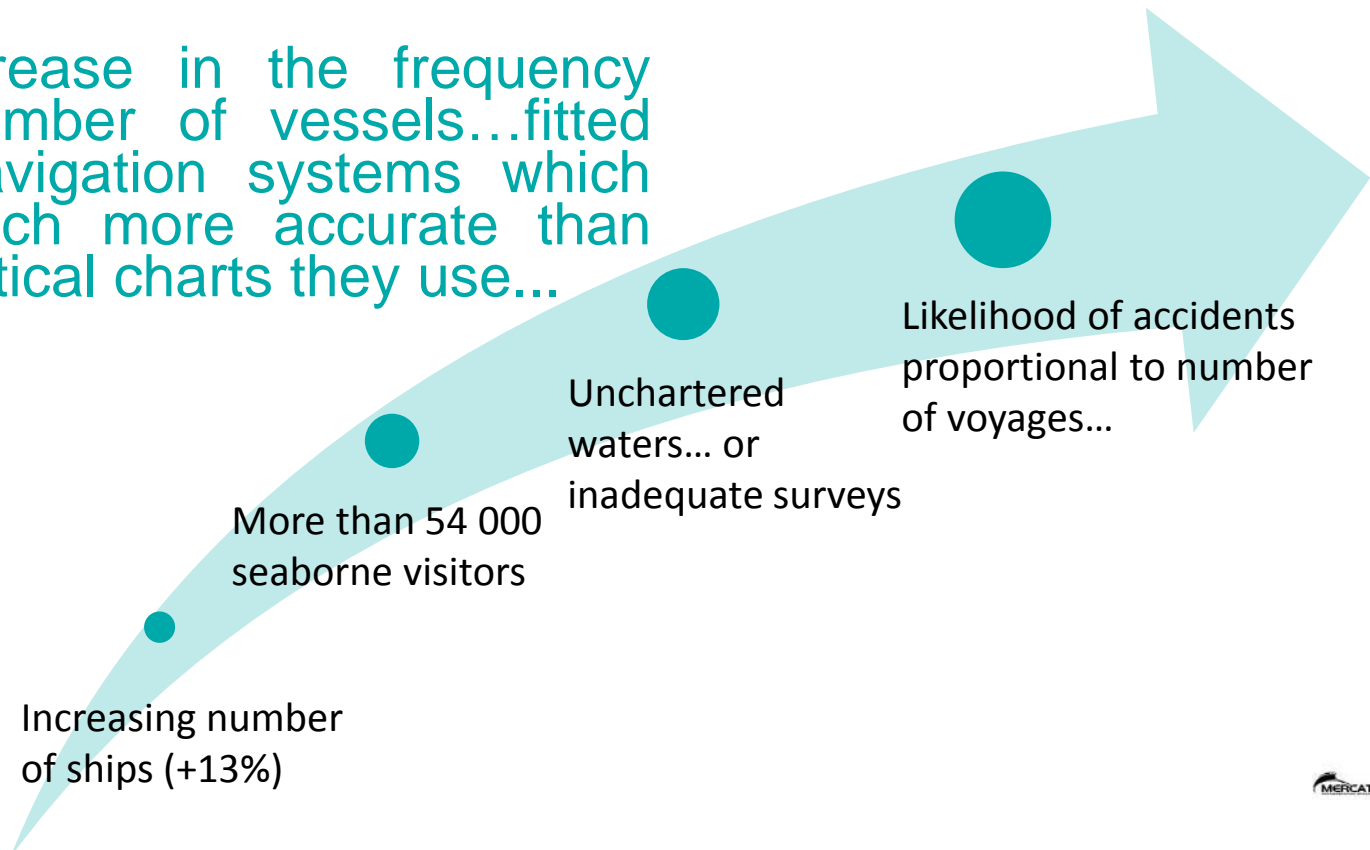 rease in the frequency
mber of vessels…fitted
avigation systems which
ch more accurate than
tical charts they use...
Likelihood of accidents
proportional to number
of voyages…
Unchartered
waters… or
inadequate surveys
More than 54 000
seaborne visitors
Increasing number
of ships (+13%)
MERCAT